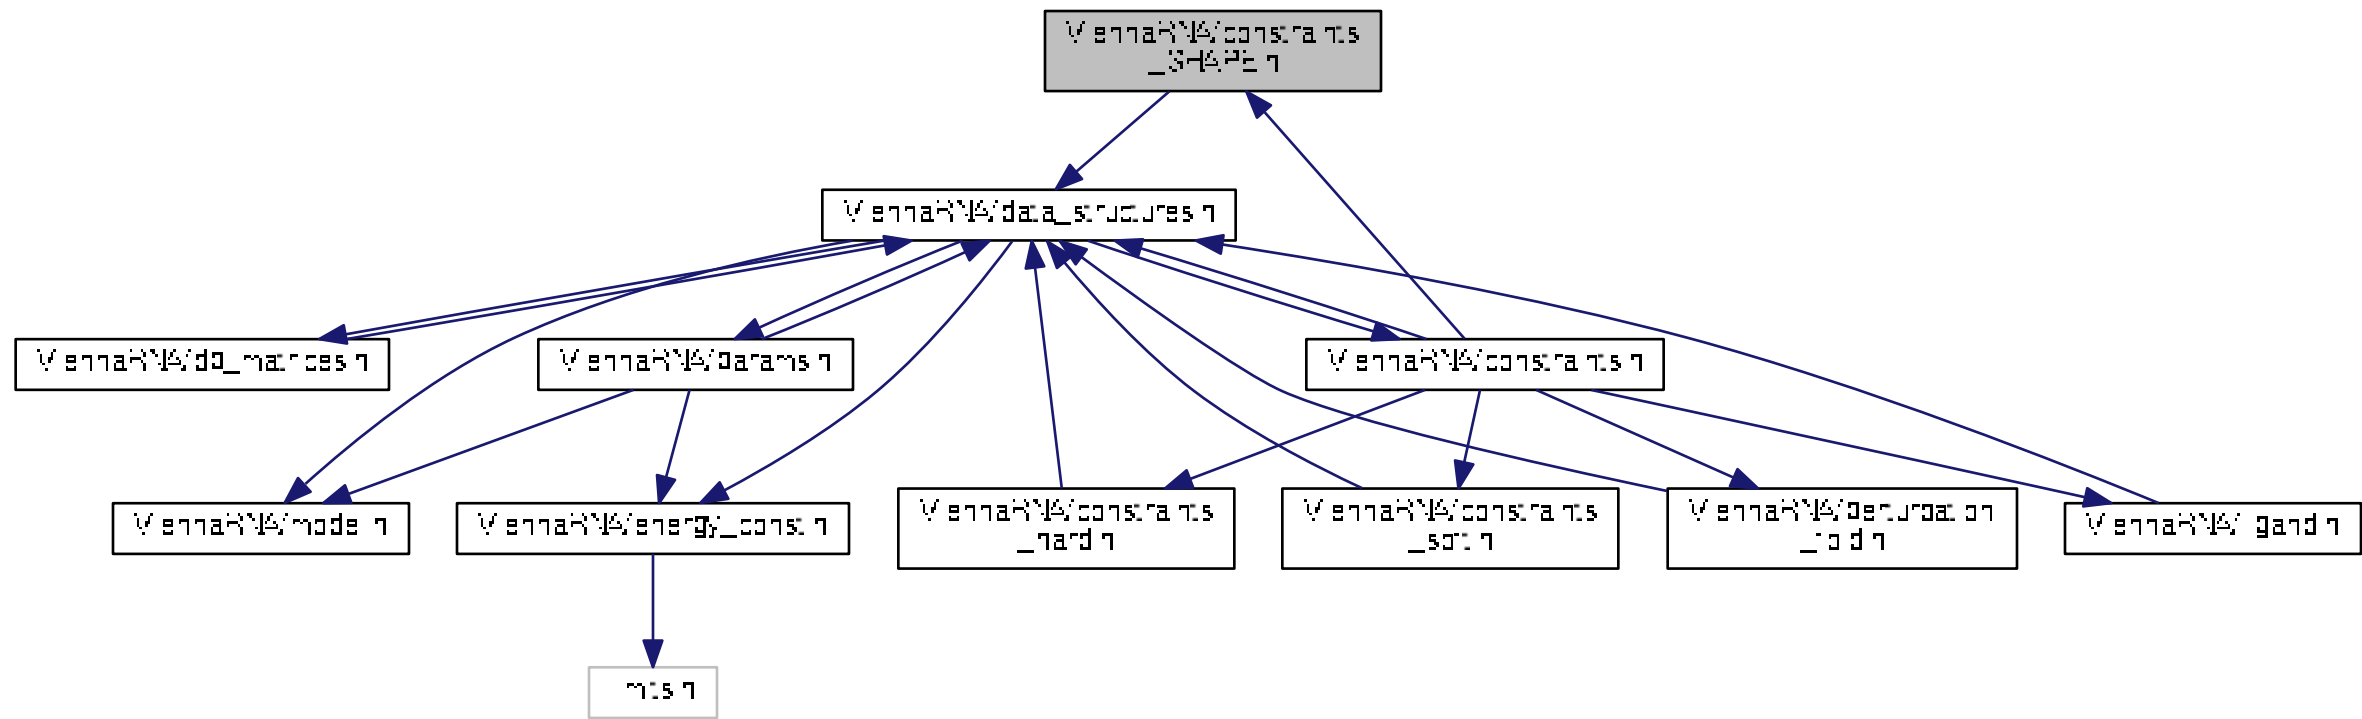 ViennaRNA/constraints
_SHAPE.h
ViennaRNA/data_structures.h
ViennaRNA/dp_matrices.h
ViennaRNA/params.h
ViennaRNA/constraints.h
ViennaRNA/model.h
ViennaRNA/energy_const.h
ViennaRNA/constraints
_hard.h
ViennaRNA/constraints
_soft.h
ViennaRNA/perturbation
_fold.h
ViennaRNA/ligand.h
limits.h